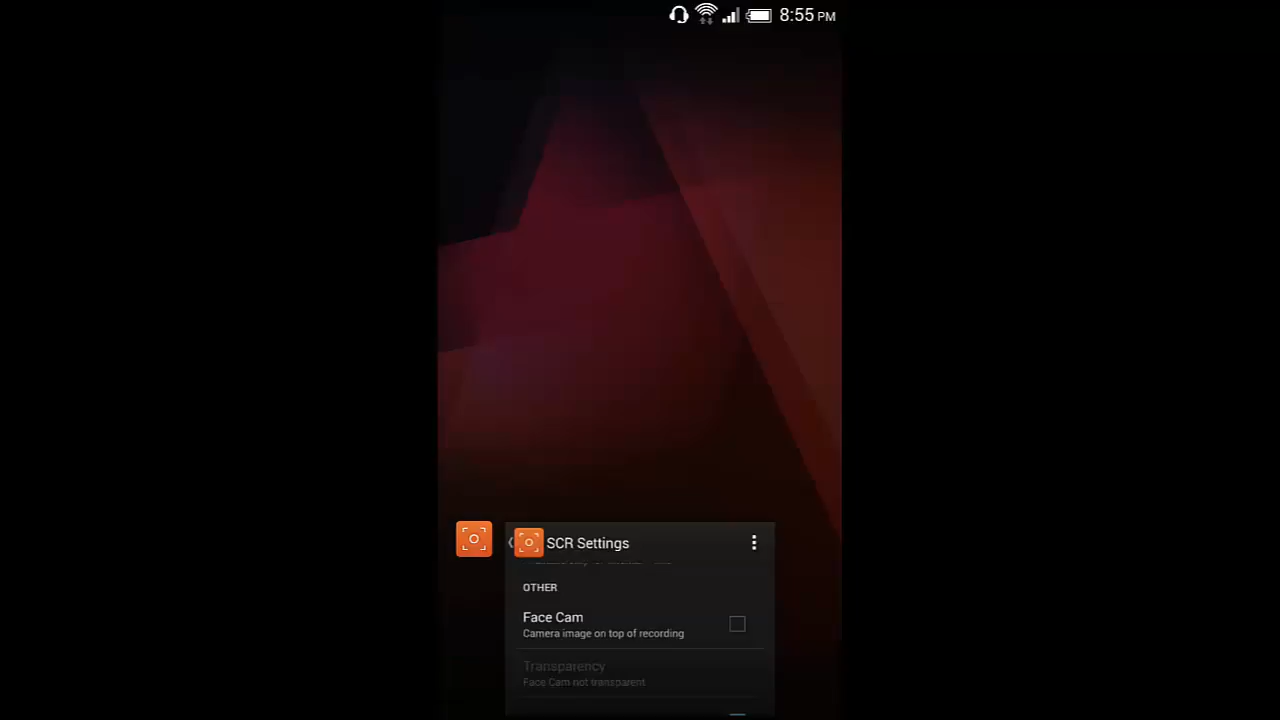 8:55 PM
SCR Settings
OTHER
Face Cam
Camera image on top of recording
Transparency
Face Cam not transparent